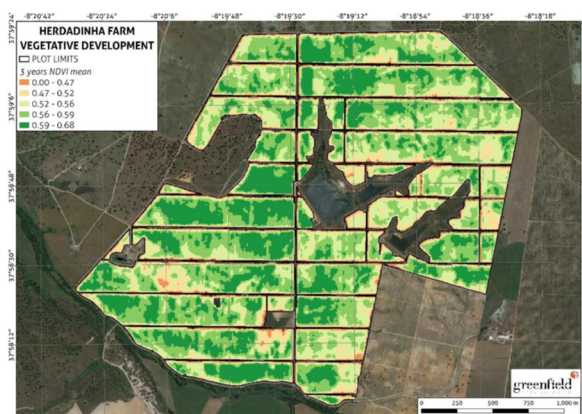 -8°20'42" -8°20'24" -8°20'6" -8°19'48" -8°19'30" -8°19'12" -8°18'54" -8°18'36" -8°18'18"
HERDADINHA FARM
VEGETATIVE DEVELOPMENT
PLOT LIMITS
3 years NDVI mean
0.00 - 0.47
0.47 - 0.52
0.52 - 0.56
0.56 - 0.59
0.59 - 0.68
37°59'24"
37°59'6"
37°58'48"
37°58'30"
37°58'12"
greenfield
0 250 500 750 1,000 m